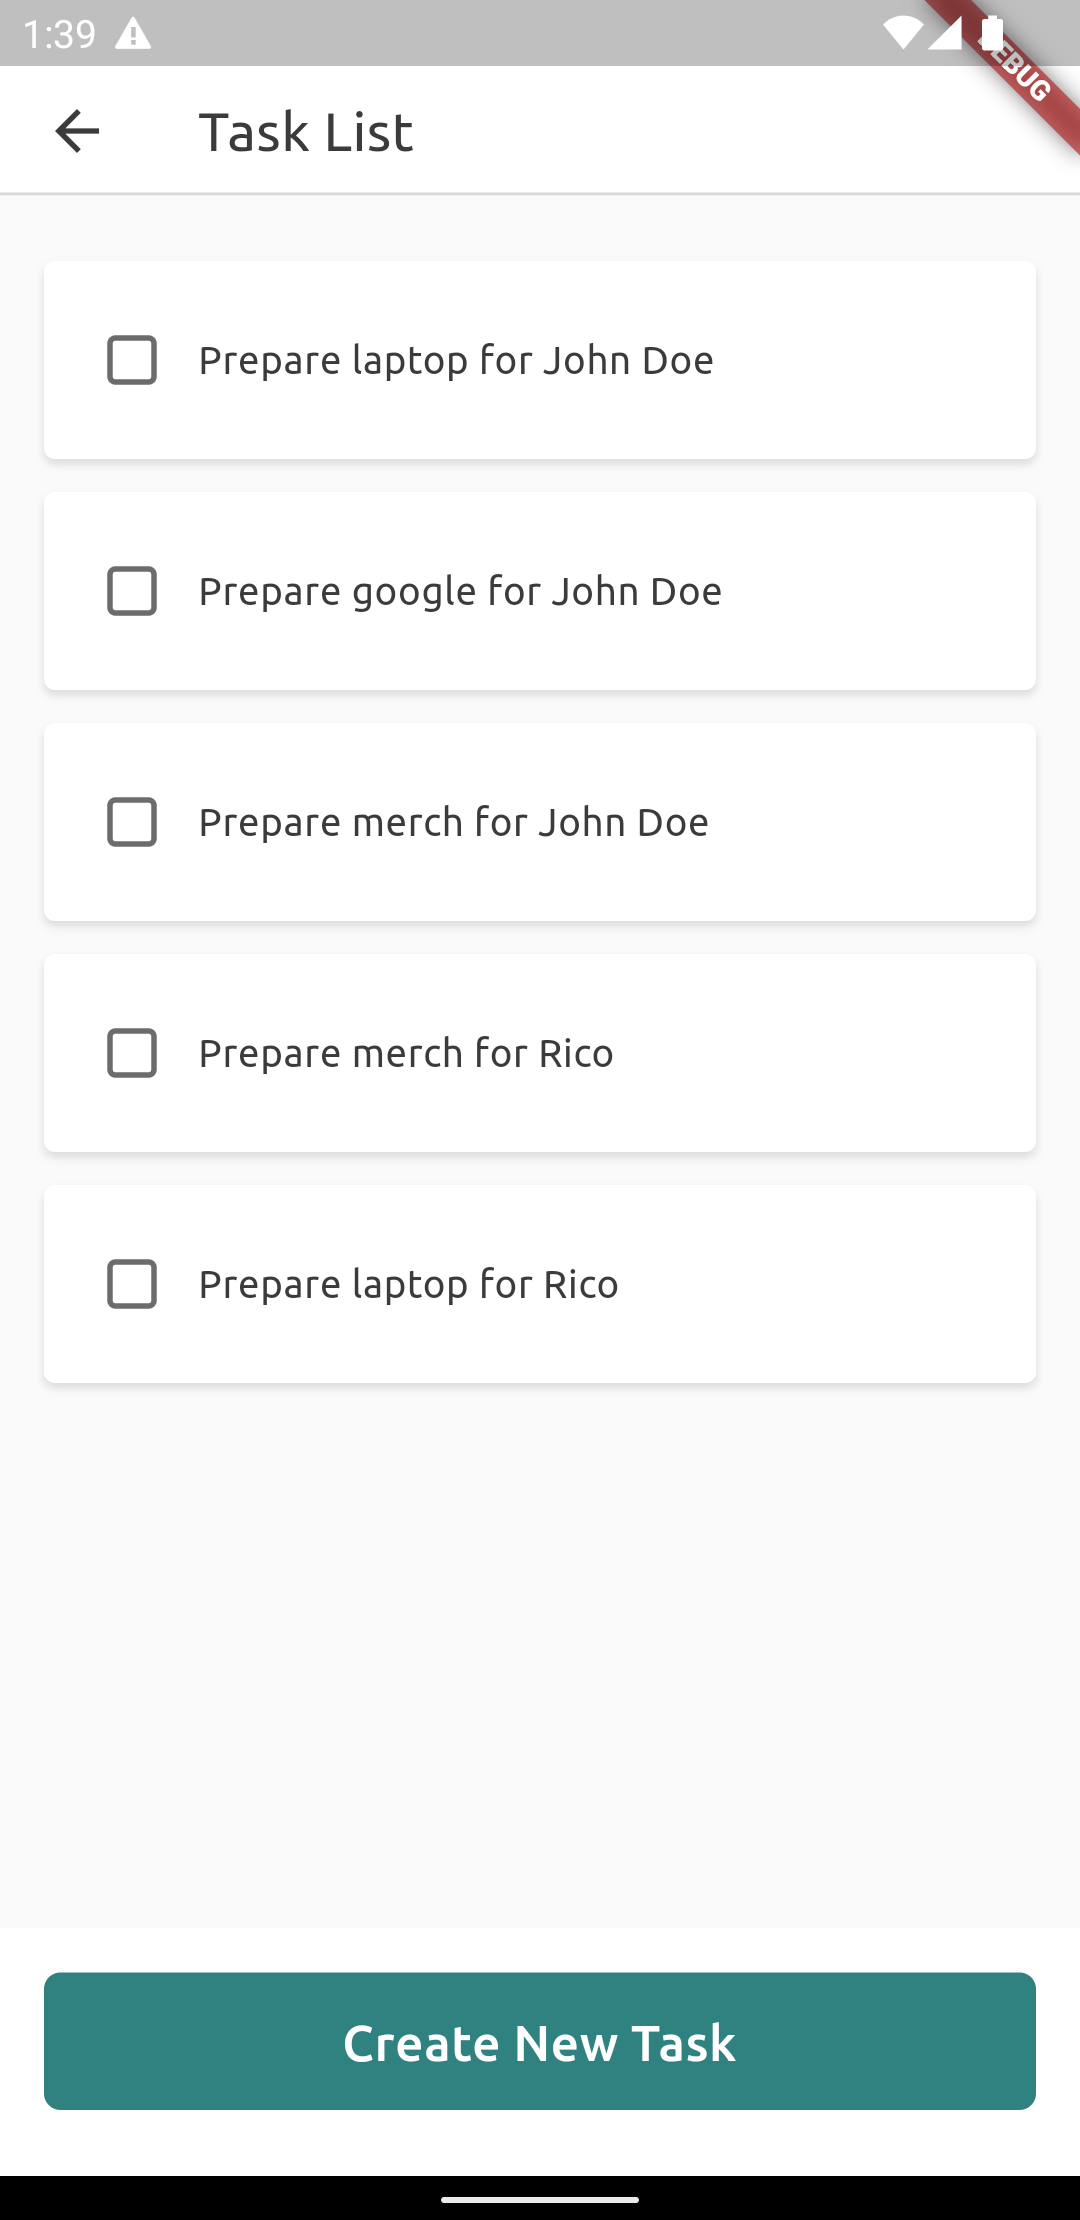 1:39
DEBUG
Task List
Prepare laptop for John Doe
Prepare google for John Doe
Prepare merch for John Doe
Prepare merch for Rico
Prepare laptop for Rico
Create New Task